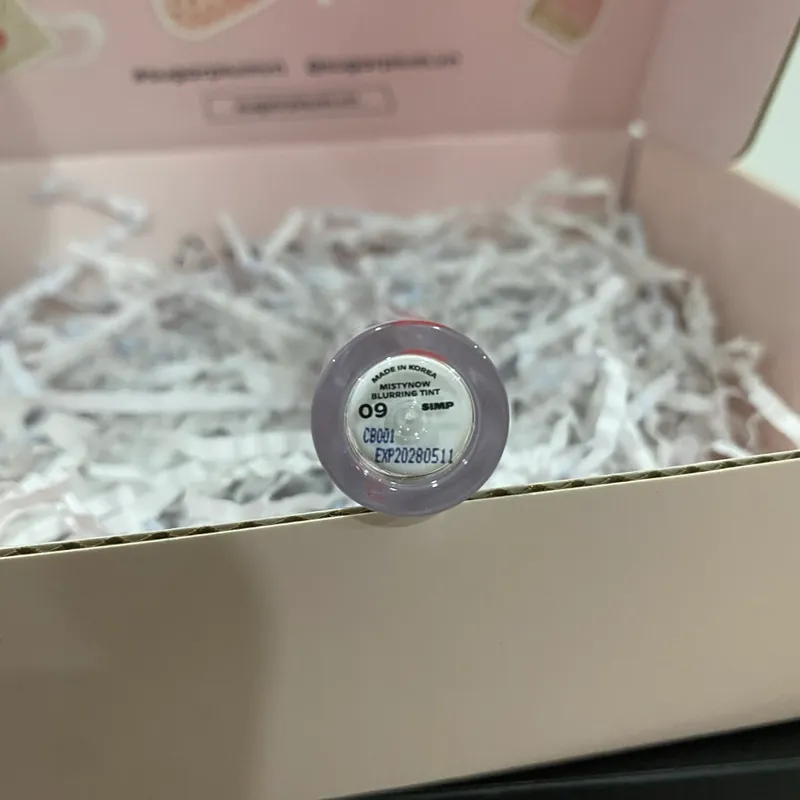 MADE IN KOREA
MISTYNOW
BLURRING TINT
09 SIMP
CB001
EXP20280511